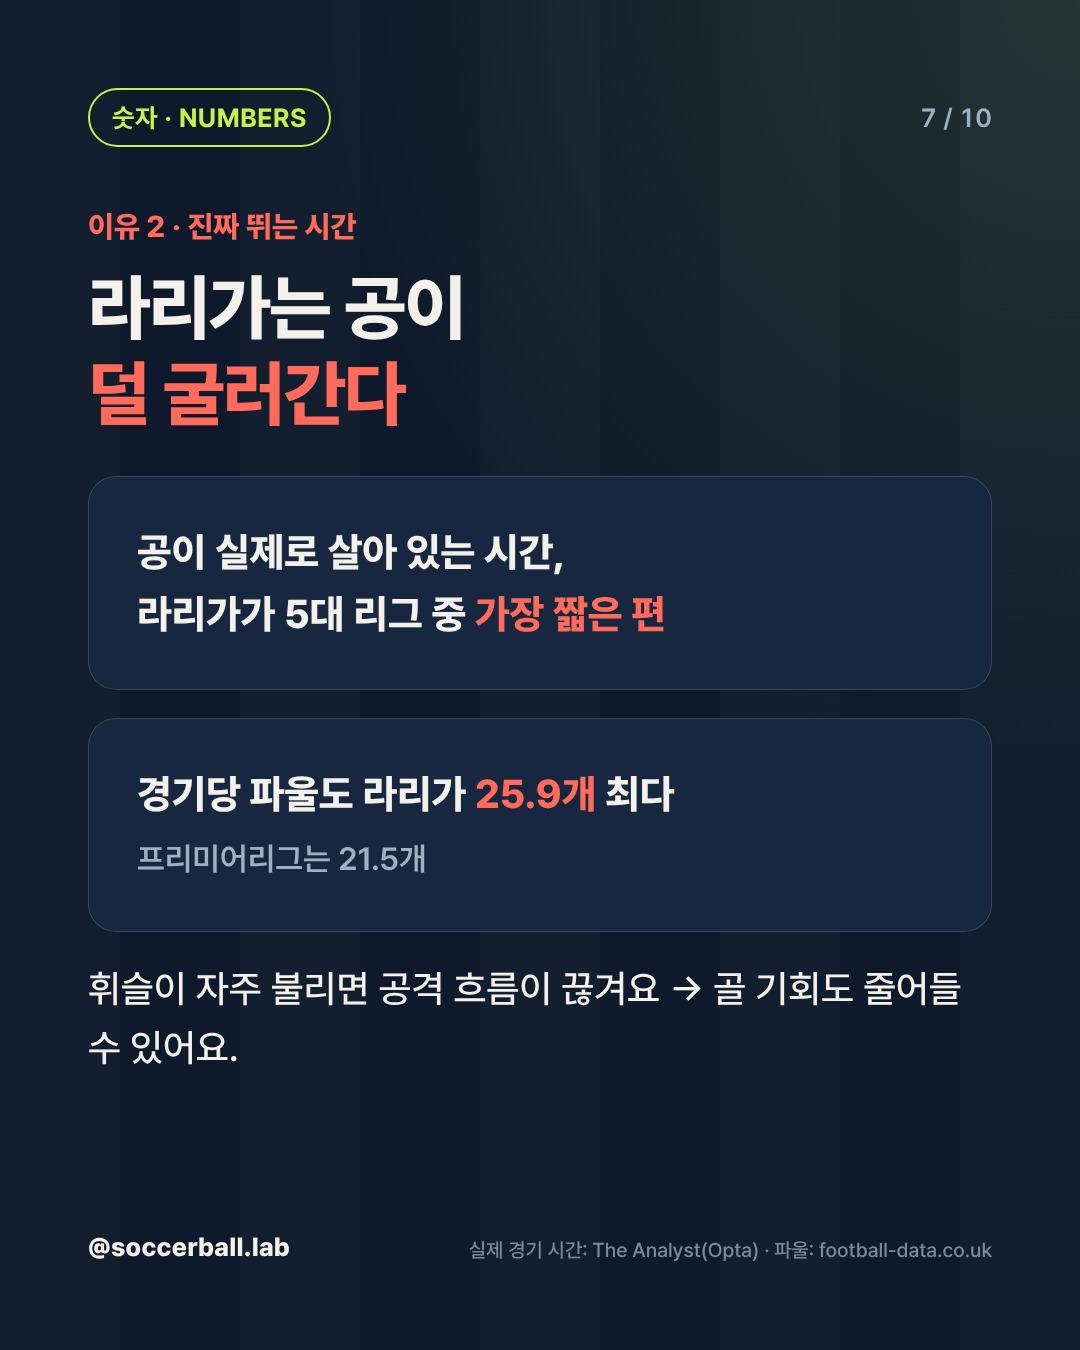 숫자 · NUMBERS
7 / 10
이유 2 · 진짜 뛰는 시간
라리가는 공이
덜 굴러간다
공이 실제로 살아 있는 시간,
라리가가 5대 리그 중 가장 짧은 편
경기당 파울도 라리가 25.9개 최다
프리미어리그는 21.5개
휘슬이 자주 불리면 공격 흐름이 끊겨요 → 골 기회도 줄어들
수 있어요.
@soccerball.lab
실제 경기 시간: The Analyst(Opta) · 파울: football-data.co.uk